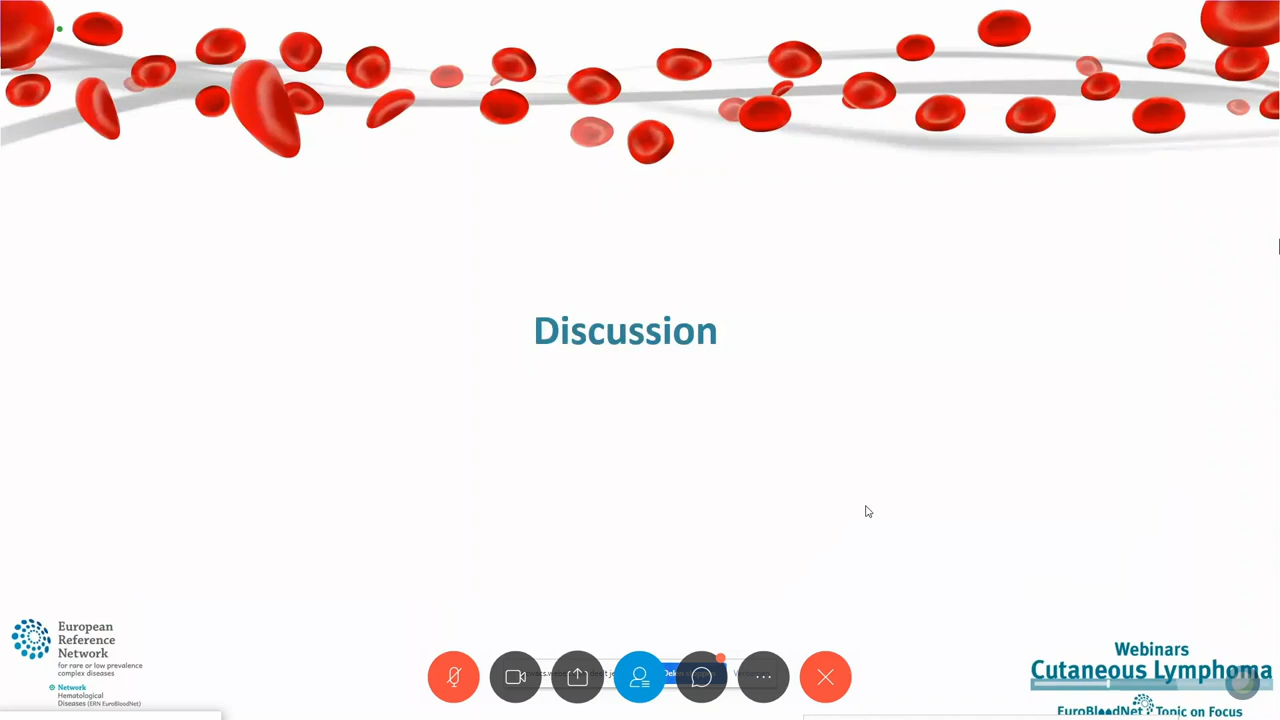 Discussion
European
Reference
Network
for rare or low prevalence
complex diseases
Network
Hematological
Diseases (ERN EuroBloodNet)
Webinars
Cutaneous Lymphoma
EuroBloodNet Topic on Focus